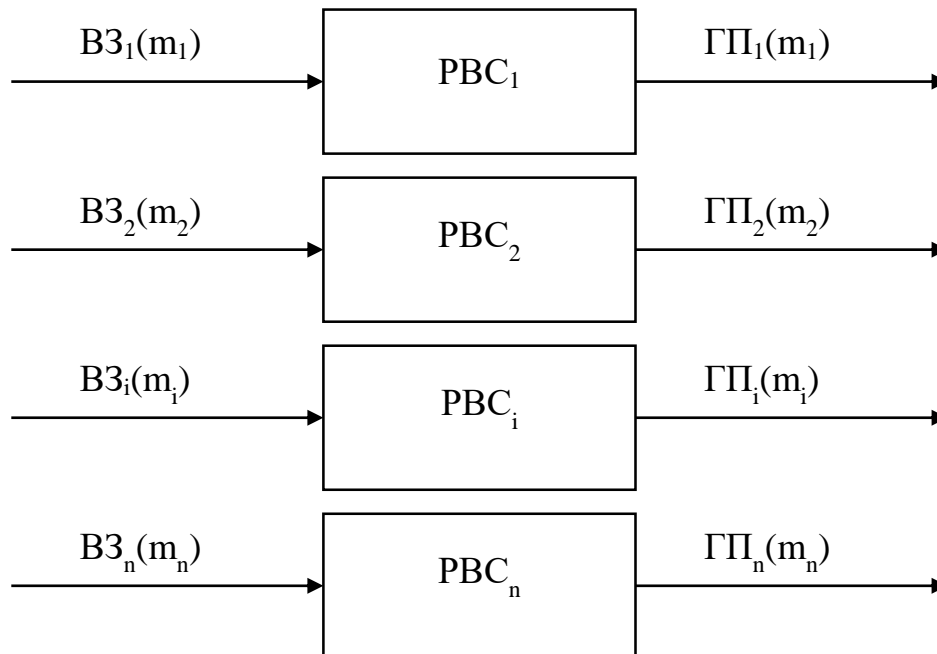 ВЗ₁(m₁) РВС₁ ГП₁(m₁)
ВЗ₂(m₂) РВС₂ ГП₂(m₂)
ВЗᵢ(mᵢ) РВСᵢ ГПᵢ(mᵢ)
ВЗₙ(mₙ) РВСₙ ГПₙ(mₙ)